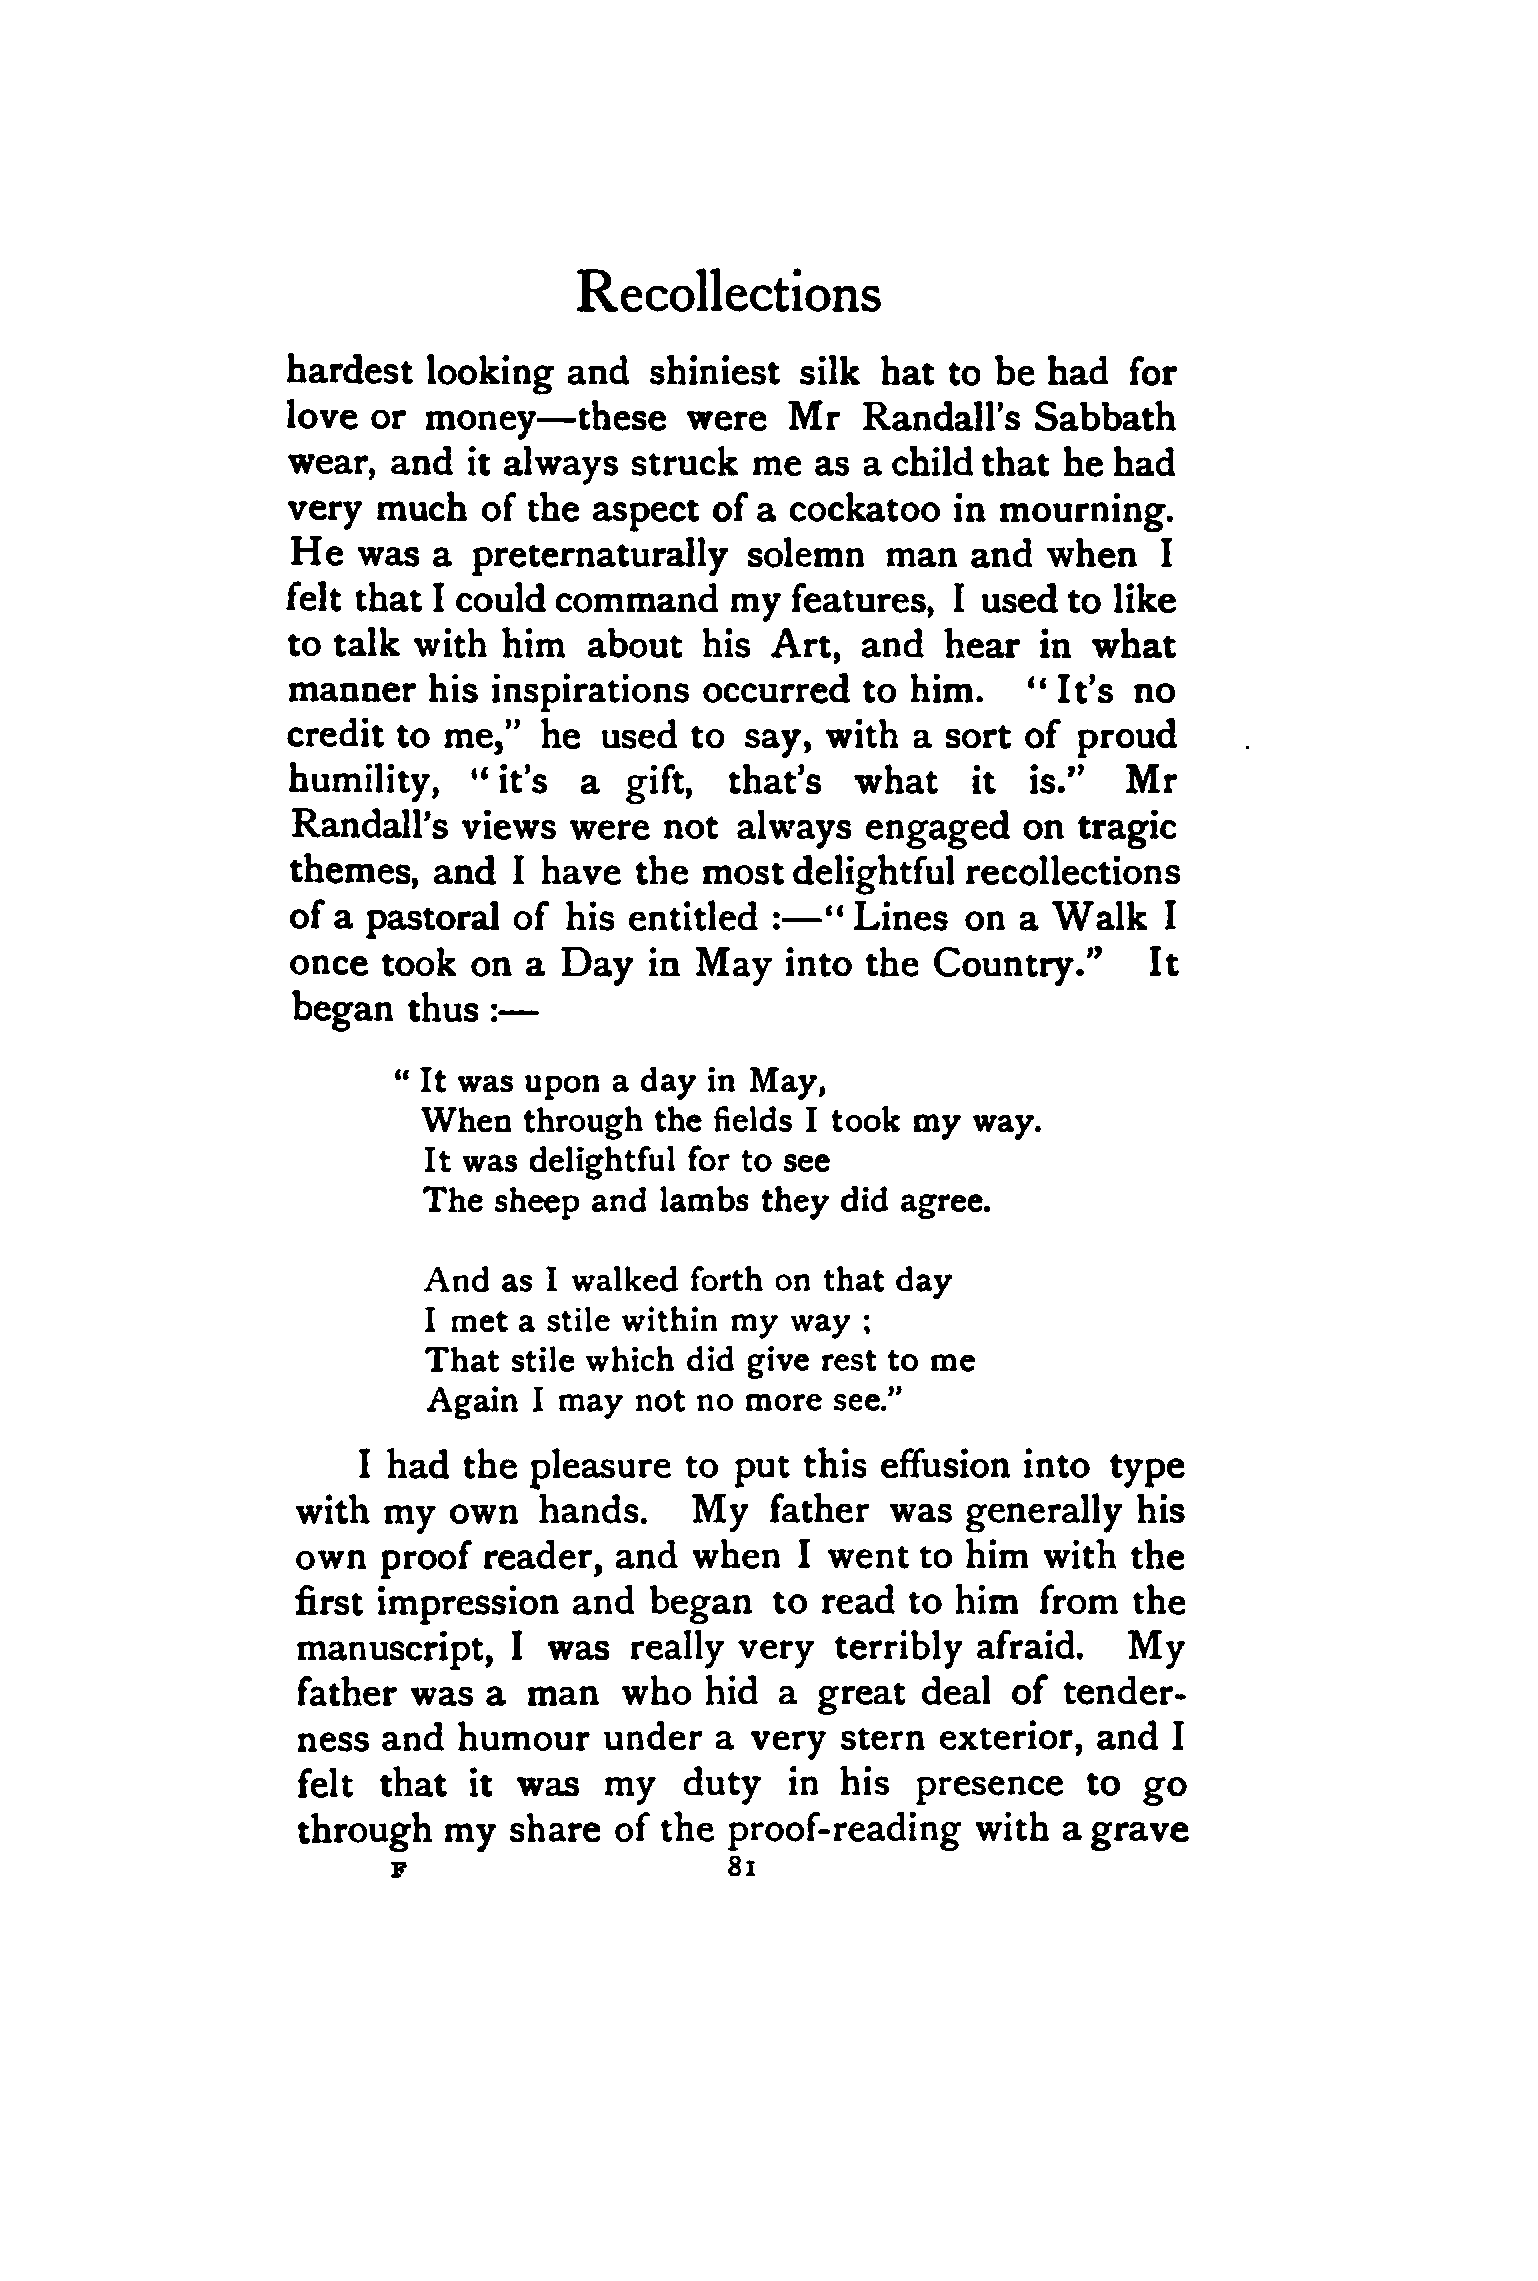 Recollections
hardest looking and shiniest silk hat to be had for
love or money—these were Mr Randall's Sabbath
wear, and it always struck me as a child that he had
very much of the aspect of a cockatoo in mourning.
He was a preternaturally solemn man and when I
felt that I could command my features, I used to like
to talk with him about his Art, and hear in what
manner his inspirations occurred to him. "It's no
credit to me," he used to say, with a sort of proud
humility, "it's a gift, that's what it is." Mr
Randall's views were not always engaged on tragic
themes, and I have the most delightful recollections
of a pastoral of his entitled :—"Lines on a Walk I
once took on a Day in May into the Country." It
began thus :—
"It was upon a day in May,
When through the fields I took my way.
It was delightful for to see
The sheep and lambs they did agree.
And as I walked forth on that day
I met a stile within my way ;
That stile which did give rest to me
Again I may not no more see."
I had the pleasure to put this effusion into type
with my own hands. My father was generally his
own proof reader, and when I went to him with the
first impression and began to read to him from the
manuscript, I was really very terribly afraid. My
father was a man who hid a great deal of tender-
ness and humour under a very stern exterior, and I
felt that it was my duty in his presence to go
through my share of the proof-reading with a grave
F 81